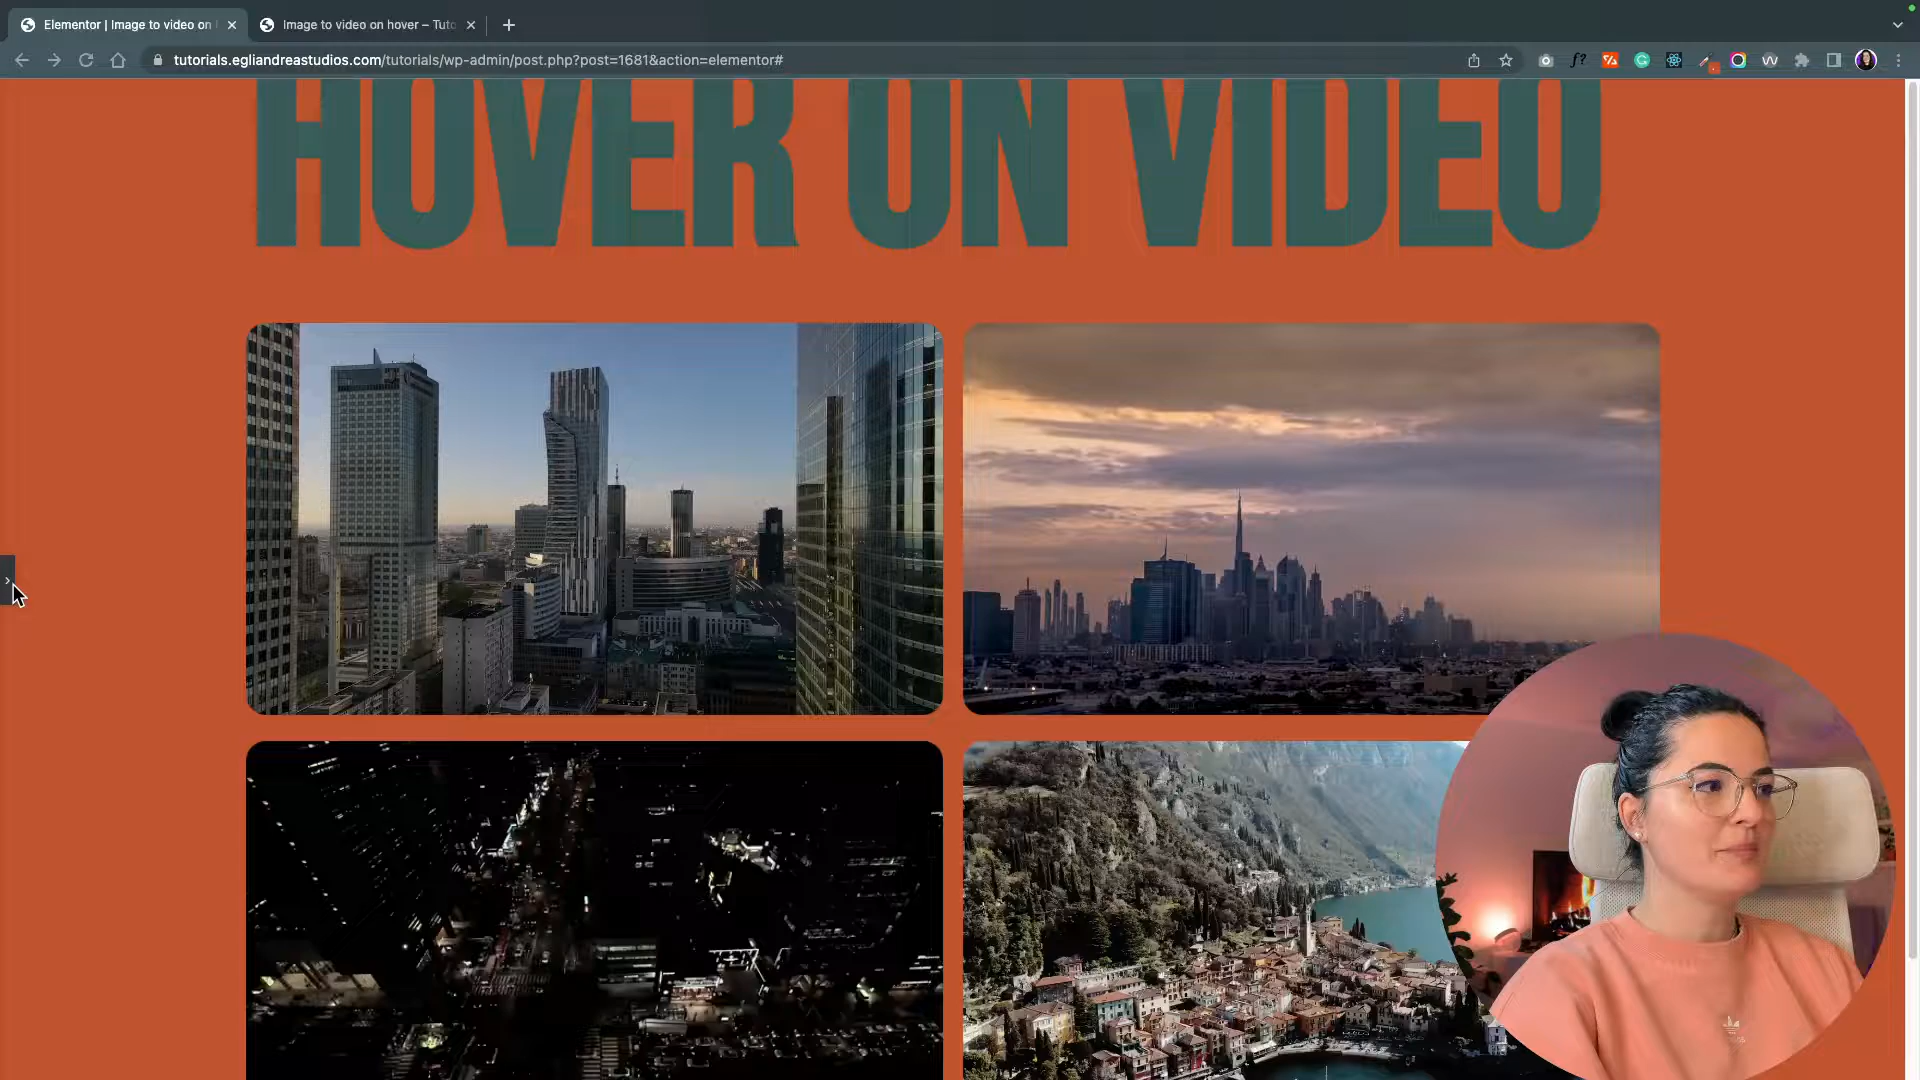 Elementor | Image to video on
Image to video on hover – Tuto
tutorials.egliandreastudios.com/tutorials/wp-admin/post.php?post=1681&action=elementor#
f?
HOVER ON VIDEO